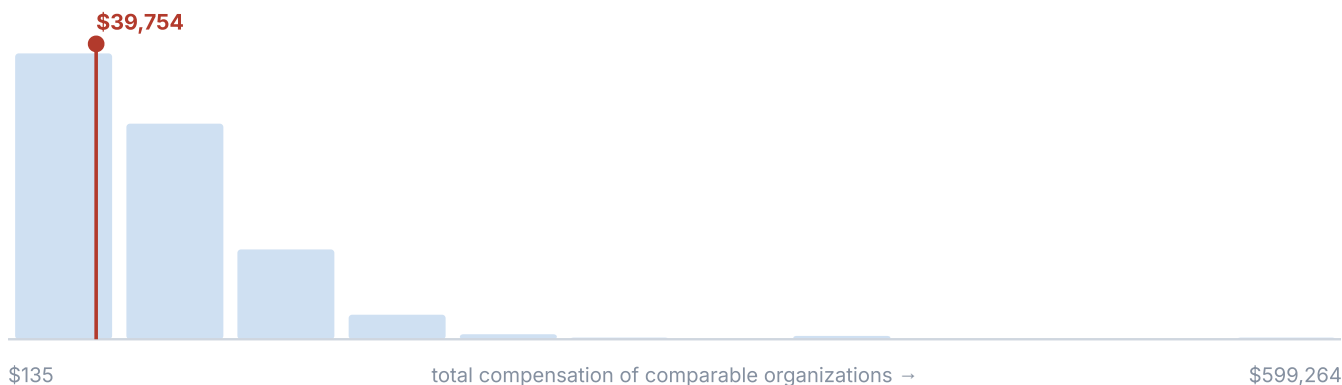 $39,754
$135
total compensation of comparable organizations →
$599,264